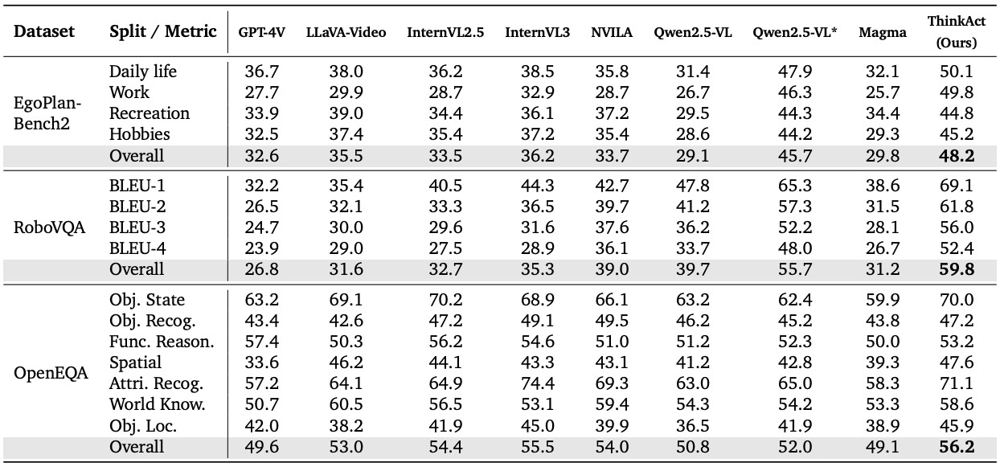 Dataset Split / Metric GPT-4V LLaVA-Video InternVL2.5 InternVL3 NVILA Qwen2.5-VL Qwen2.5-VL* Magma ThinkAct (Ours)
EgoPlan-Bench2
Daily life 36.7 38.0 36.2 38.5 35.8 31.4 47.9 32.1 50.1
Work 27.7 29.9 28.7 32.9 28.7 26.7 46.3 25.7 49.8
Recreation 33.9 39.0 34.4 36.1 37.2 29.5 44.3 34.4 44.8
Hobbies 32.5 37.4 35.4 37.2 35.4 28.6 44.2 29.3 45.2
Overall 32.6 35.5 33.5 36.2 33.7 29.1 45.7 29.8 48.2
RoboVQA
BLEU-1 32.2 35.4 40.5 44.3 42.7 47.8 65.3 38.6 69.1
BLEU-2 26.5 32.1 33.3 36.5 39.7 41.2 57.3 31.5 61.8
BLEU-3 24.7 30.0 29.6 31.6 37.6 36.2 52.2 28.1 56.0
BLEU-4 23.9 29.0 27.5 28.9 36.1 33.7 48.0 26.7 52.4
Overall 26.8 31.6 32.7 35.3 39.0 39.7 55.7 31.2 59.8
OpenEQA
Obj. State 63.2 69.1 70.2 68.9 66.1 63.2 62.4 59.9 70.0
Obj. Recog. 43.4 42.6 47.2 49.1 49.5 46.2 45.2 43.8 47.2
Func. Reason. 57.4 50.3 56.2 54.6 51.0 51.2 52.3 50.0 53.2
Spatial 33.6 46.2 44.1 43.3 43.1 41.2 42.8 39.3 47.6
Attri. Recog. 57.2 64.1 64.9 74.4 69.3 63.0 65.0 58.3 71.1
World Know. 50.7 60.5 56.5 53.1 59.4 54.3 54.2 53.3 58.6
Obj. Loc. 42.0 38.2 41.9 45.0 39.9 36.5 41.9 38.9 45.9
Overall 49.6 53.0 54.4 55.5 54.0 50.8 52.0 49.1 56.2